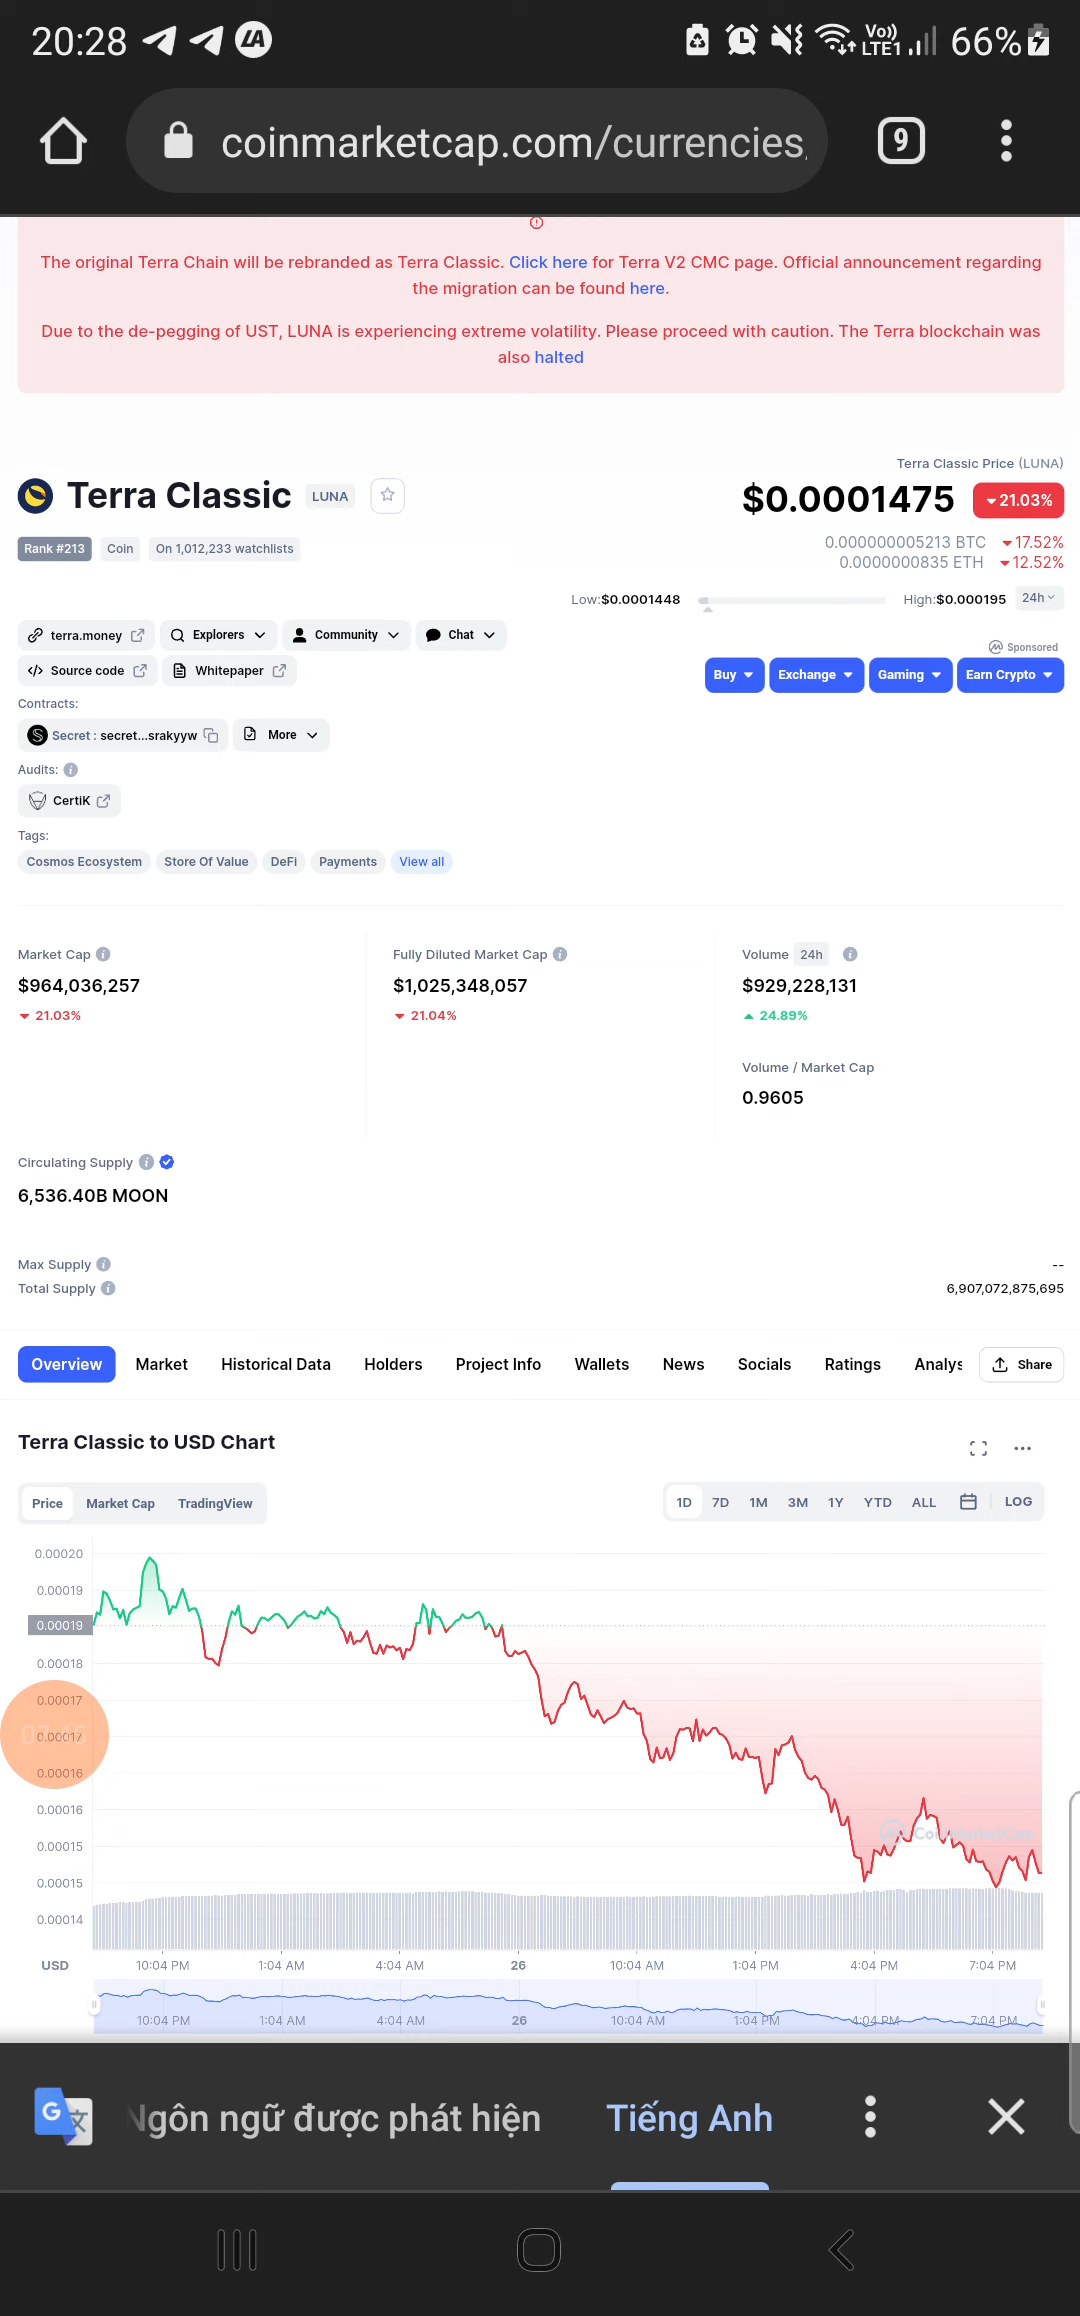 20:28
LA
Vo))
LTE1
66%
coinmarketcap.com/currencies
9
The original Terra Chain will be rebranded as Terra Classic. Click here for Terra V2 CMC page. Official announcement regarding
the migration can be found here.
Due to the de-pegging of UST, LUNA is experiencing extreme volatility. Please proceed with caution. The Terra blockchain was
also halted
Terra Classic Price (LUNA)
Terra Classic LUNA
$0.0001475 21.03%
Rank #213 Coin On 1,012,233 watchlists
0.000000005213 BTC 17.52%
0.0000000835 ETH 12.52%
Low:$0.0001448 High:$0.000195 24h
terra.money Explorers Community Chat
Source code Whitepaper
Sponsored
Buy Exchange Gaming Earn Crypto
Contracts:
Secret : secret...srakyyw More
Audits:
CertiK
Tags:
Cosmos Ecosystem Store Of Value DeFi Payments View all
Market Cap
$964,036,257
21.03%
Fully Diluted Market Cap
$1,025,348,057
21.04%
Volume 24h
$929,228,131
24.89%
Volume / Market Cap
0.9605
Circulating Supply
6,536.40B MOON
Max Supply --
Total Supply 6,907,072,875,695
Overview Market Historical Data Holders Project Info Wallets News Socials Ratings Analys Share
Terra Classic to USD Chart
Price Market Cap TradingView
1D 7D 1M 3M 1Y YTD ALL LOG
0.00020
0.00019
0.00019
0.00018
0.00017
0.00017
0.00016
0.00016
0.00015
0.00015
0.00014
CoinMarketCap
USD
10:04 PM 1:04 AM 4:04 AM 26 10:04 AM 1:04 PM 4:04 PM 7:04 PM
10:04 PM 1:04 AM 4:04 AM 26 10:04 AM 1:04 PM 4:04 PM 7:04 PM
G 文
Ngôn ngữ được phát hiện Tiếng Anh